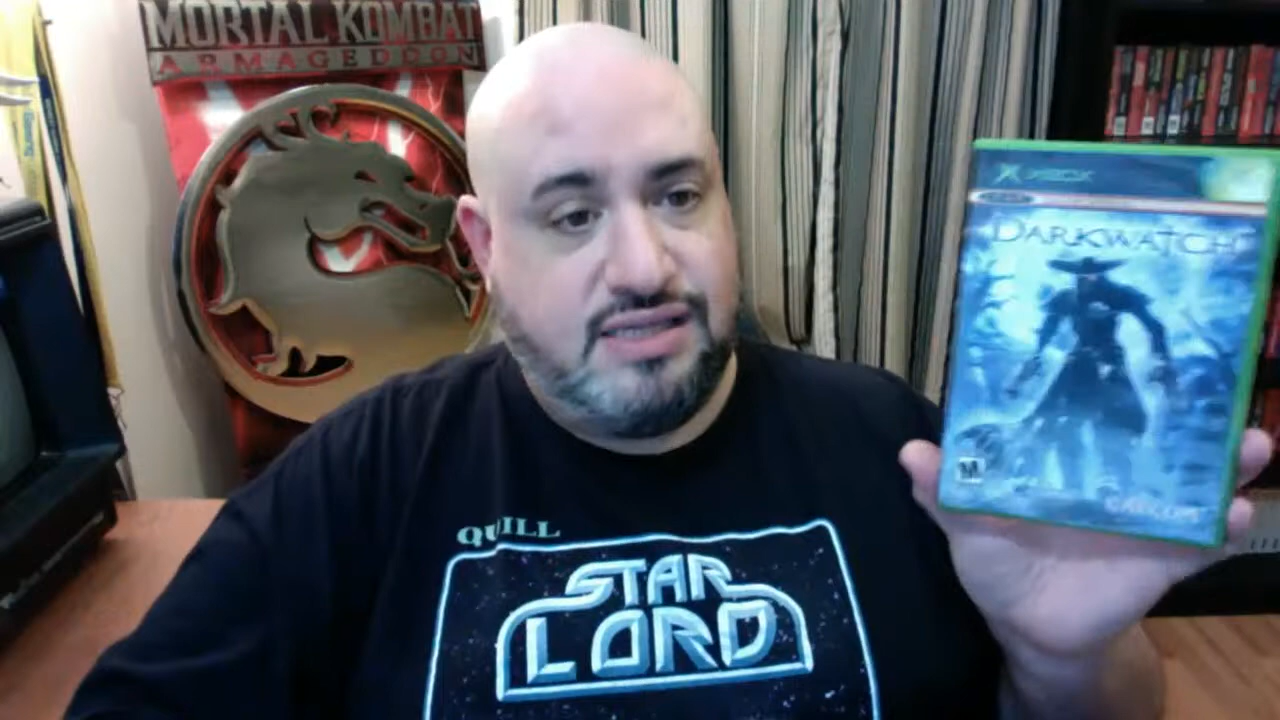 MORTAL KOMBAT
ARMAGEDDON
XBOX
DARKWATCH
M
CAPCOM
QUILL
STAR
LORD